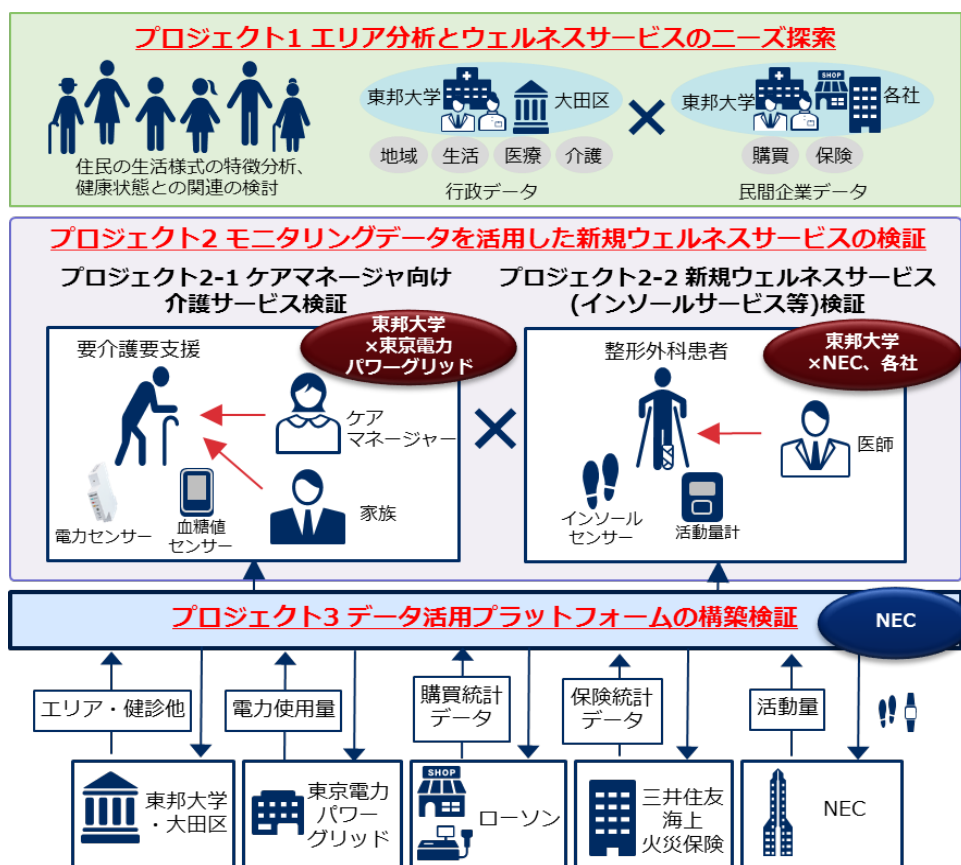 プロジェクト1 エリア分析とウェルネスサービスのニーズ探索
住民の生活様式の特徴分析、
健康状態との関連の検討
東邦大学
大田区
地域
生活
医療
介護
行政データ
×
東邦大学
SHOP
各社
購買
保険
民間企業データ
プロジェクト2 モニタリングデータを活用した新規ウェルネスサービスの検証
プロジェクト2-1 ケアマネージャ向け
介護サービス検証
東邦大学
×東京電力
パワーグリッド
要介護要支援
ケア
マネージャー
家族
電力センサー
血糖値
センサー
×
プロジェクト2-2 新規ウェルネスサービス
(インソールサービス等)検証
東邦大学
×NEC、各社
整形外科患者
医師
インソール
センサー
活動量計
プロジェクト3 データ活用プラットフォームの構築検証
NEC
エリア・健診他
電力使用量
購買統計
データ
保険統計
データ
活動量
東邦大学
・大田区
東京電力
パワー
グリッド
SHOP
ローソン
三井住友
海上
火災保険
NEC